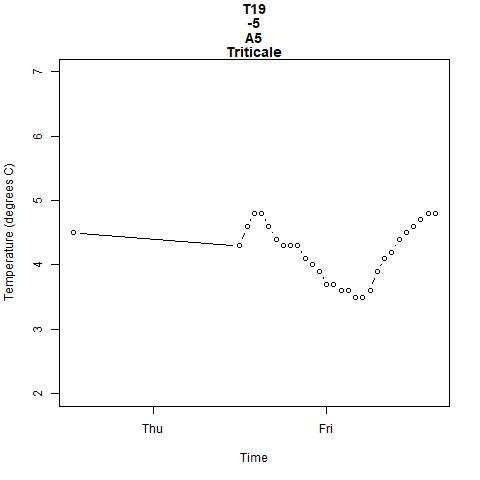 T19
-5
A5
Triticale
7
6
5
4
3
2
Temperature (degrees C)
Thu
Fri
Time